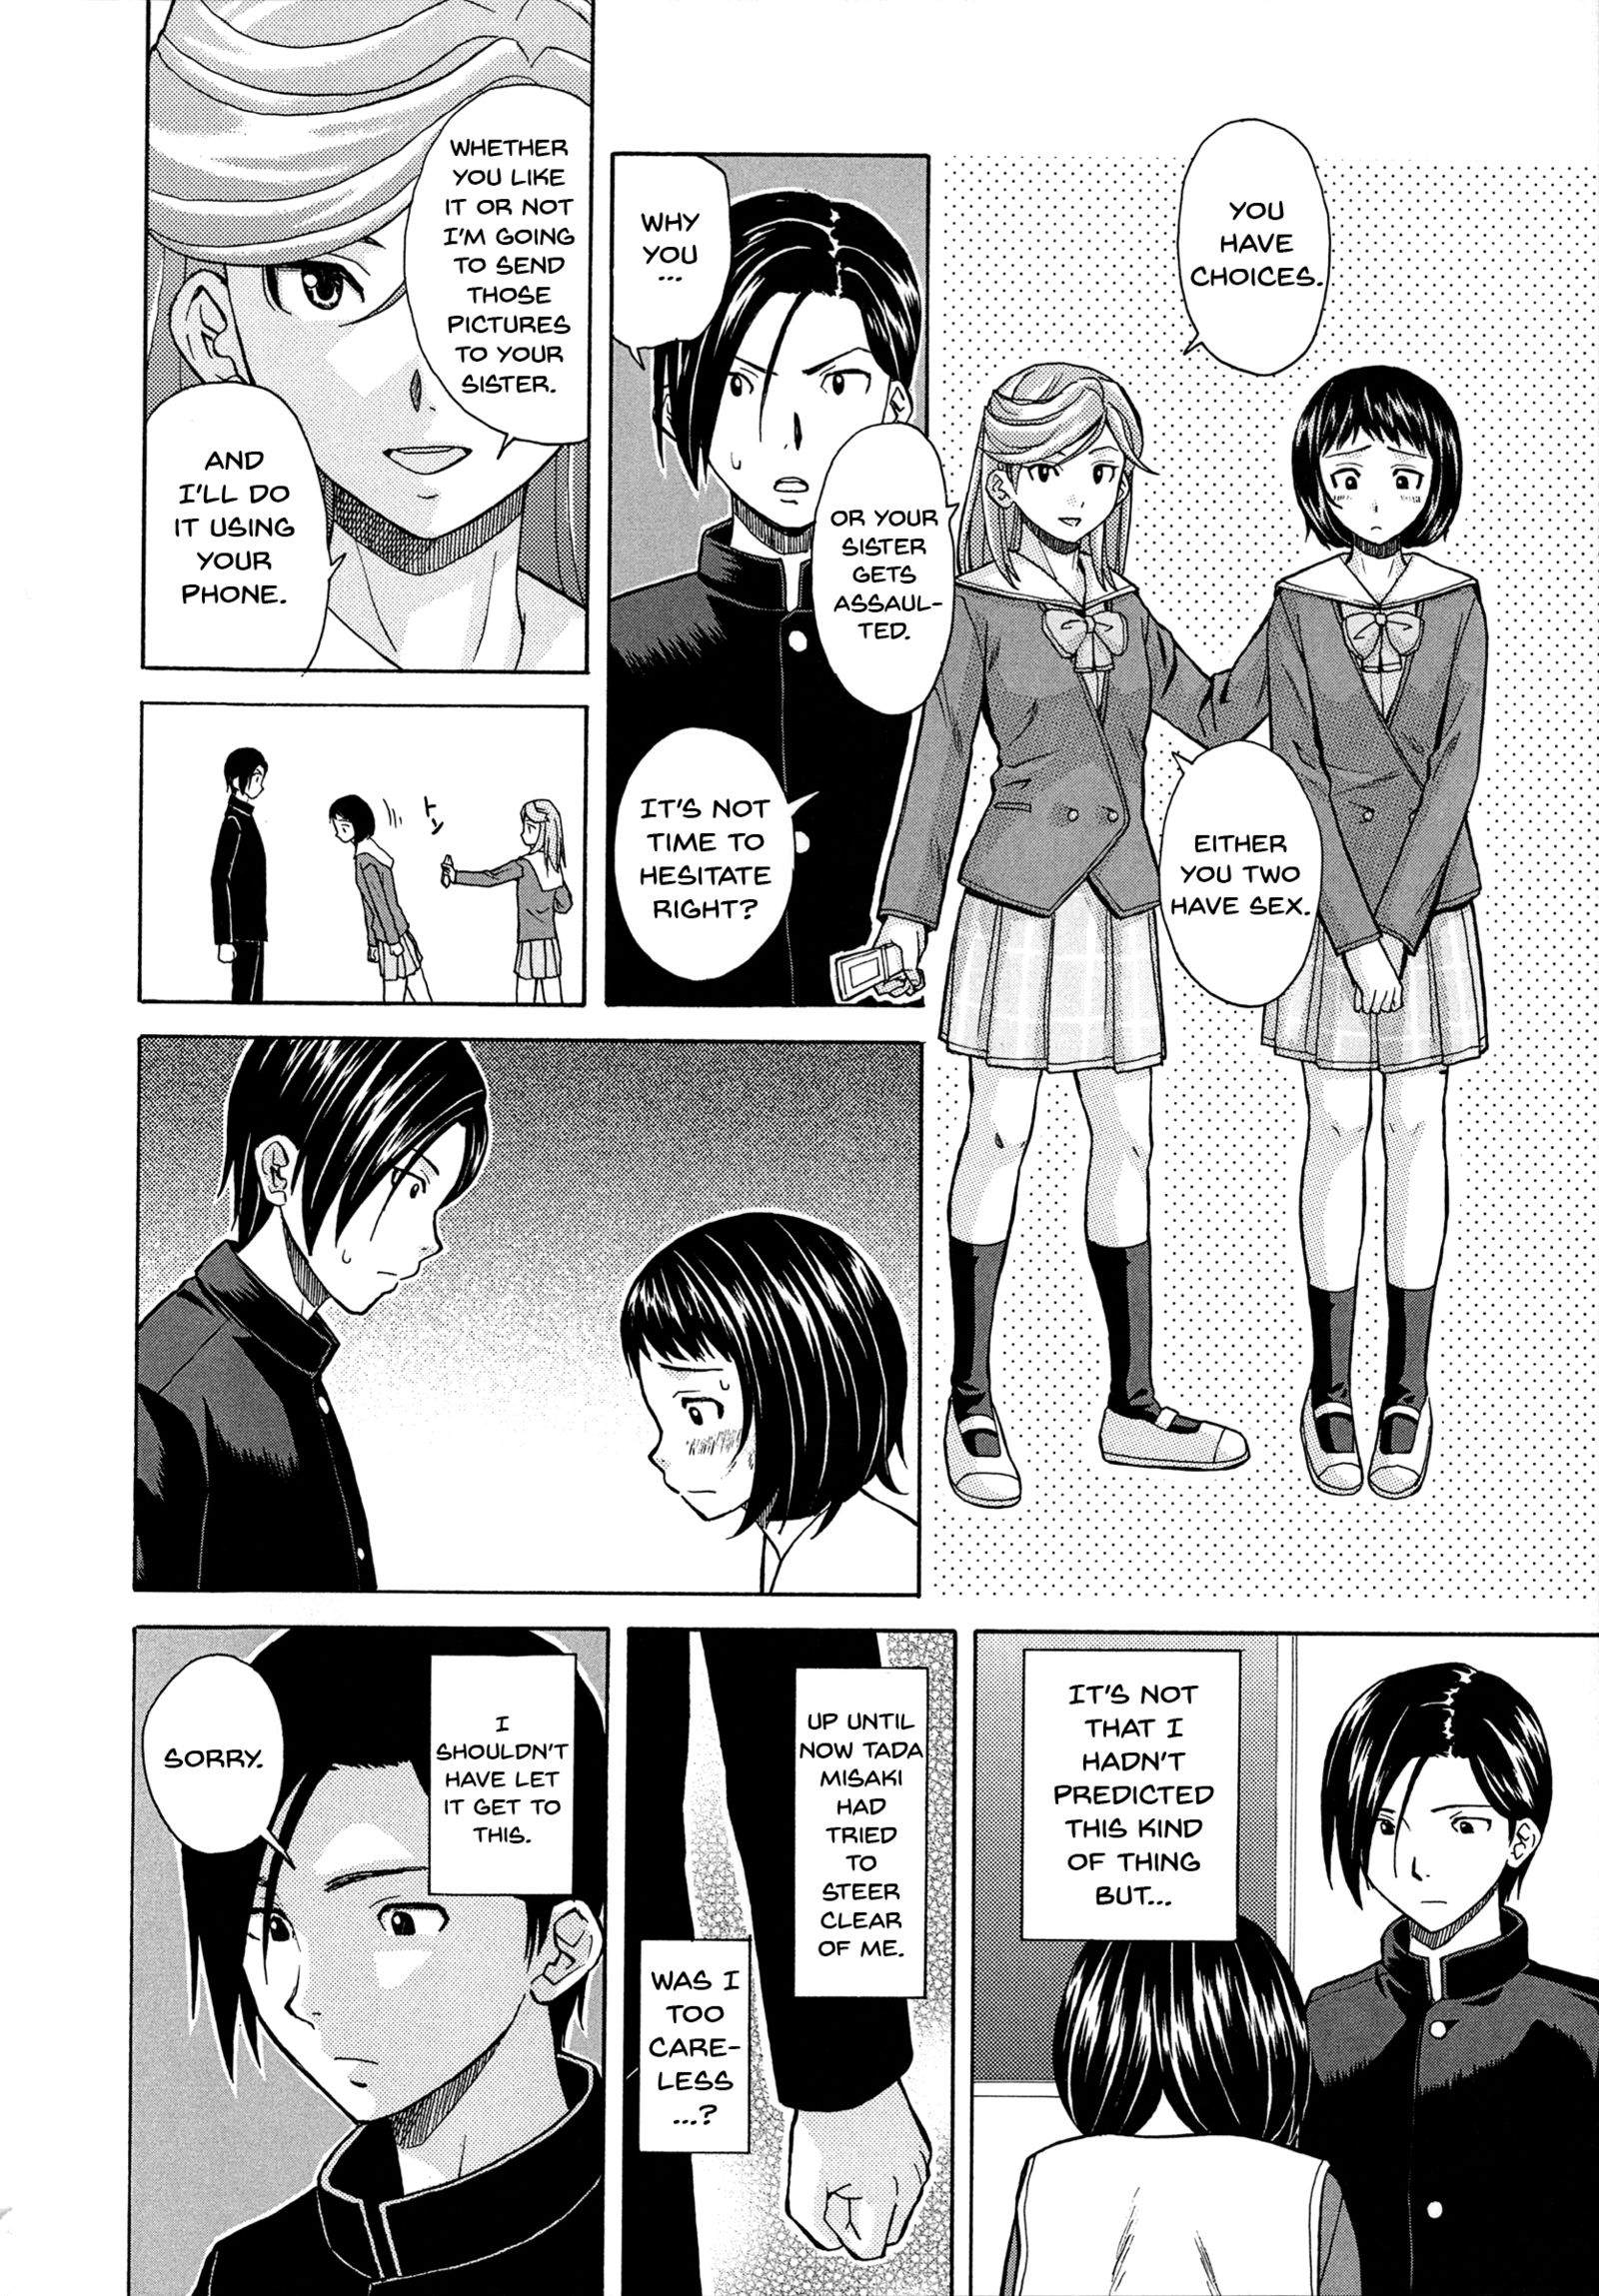 YOU
HAVE
CHOICES.
EITHER
YOU TWO
HAVE SEX.
OR YOUR
SISTER
GETS
ASSAUL-
TED.
WHY
YOU
...
IT'S NOT
TIME TO
HESITATE
RIGHT?
WHETHER
YOU LIKE
IT OR NOT
I'M GOING
TO SEND
THOSE
PICTURES
TO YOUR
SISTER.
AND
I'LL DO
IT USING
YOUR
PHONE.
トン
IT'S NOT
THAT I
HADN'T
PREDICTED
THIS KIND
OF THING
BUT...
UP UNTIL
NOW TADA
MISAKI
HAD
TRIED
TO
STEER
CLEAR
OF ME.
WAS I
TOO
CARE-
LESS
...?
I
SHOULDN'T
HAVE LET
IT GET TO
THIS.
SORRY.